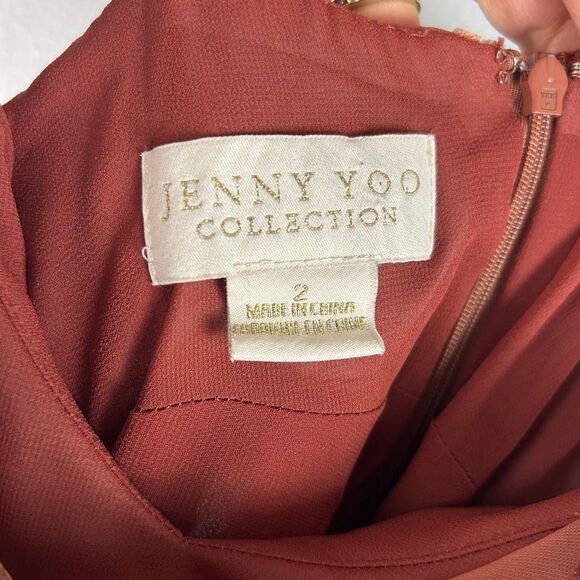 JENNY YOO
COLLECTION
2
MADE IN CHINA
FABRIQUÉ EN CHINE